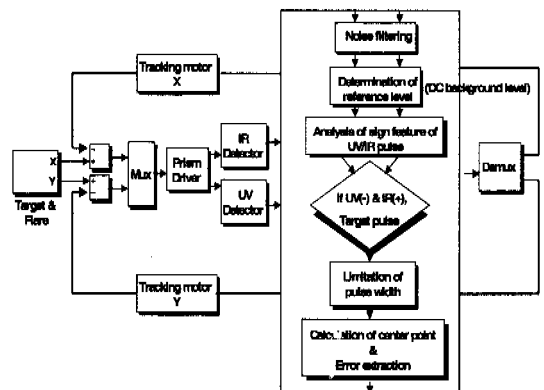 Noise filtering
Tracking motor
X
Determination of
reference level
(DC background level)
IR
Detector
Analysis of sign feature of
UV/IR pulse
X
Y
Mux
Prism
Driver
Demux
Target &
Flare
UV
Detector
If UV(-) & IR(+),
Target pulse
Tracking motor
Y
Limitation of
pulse width
Calculation of center point
&
Error extraction